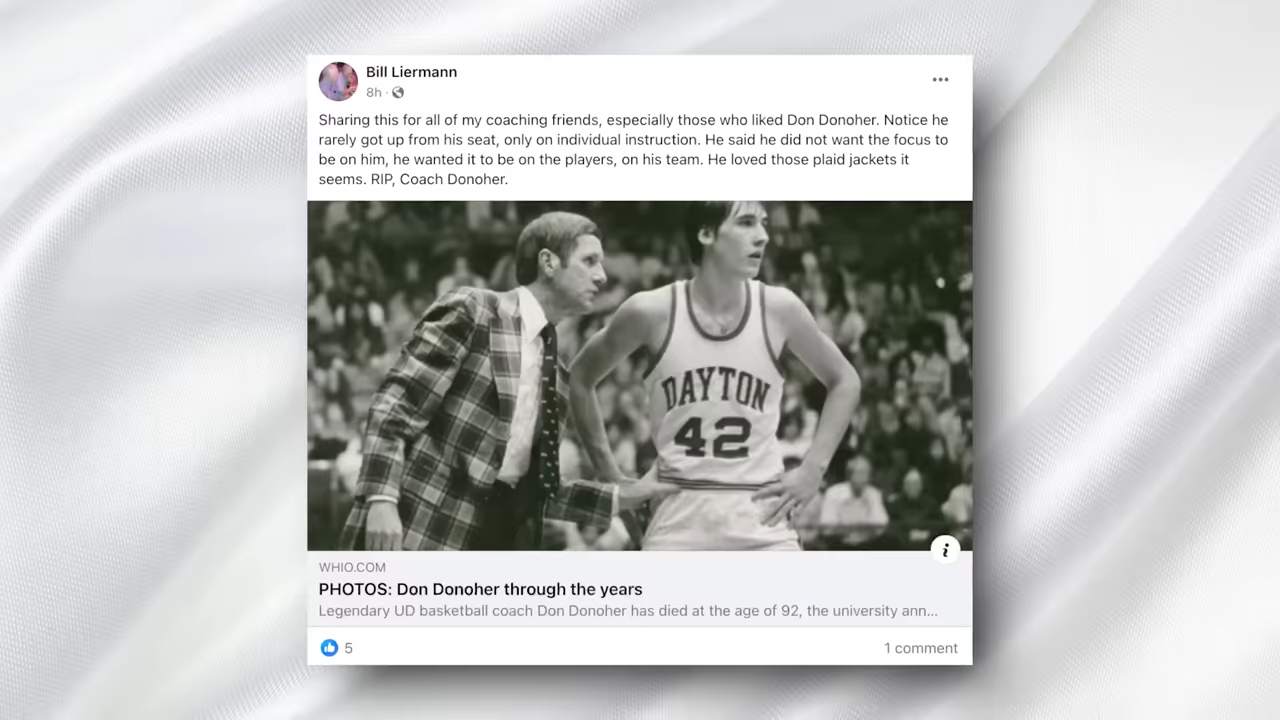 Bill Liermann
8h ·
Sharing this for all of my coaching friends, especially those who liked Don Donoher. Notice he
rarely got up from his seat, only on individual instruction. He said he did not want the focus to
be on him, he wanted it to be on the players, on his team. He loved those plaid jackets it
seems. RIP, Coach Donoher.
DAYTON
42
i
WHIO.COM
PHOTOS: Don Donoher through the years
Legendary UD basketball coach Don Donoher has died at the age of 92, the university ann...
5
1 comment